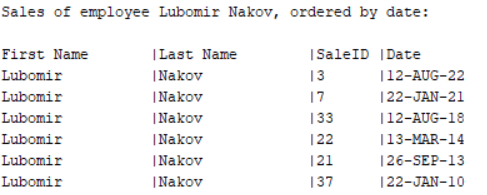 Sales of employee Lubomir Nakov, ordered by date:
First Name |Last Name |SaleID |Date
Lubomir |Nakov |3 |12-AUG-22
Lubomir |Nakov |7 |22-JAN-21
Lubomir |Nakov |33 |12-AUG-18
Lubomir |Nakov |22 |13-MAR-14
Lubomir |Nakov |21 |26-SEP-13
Lubomir |Nakov |37 |22-JAN-10